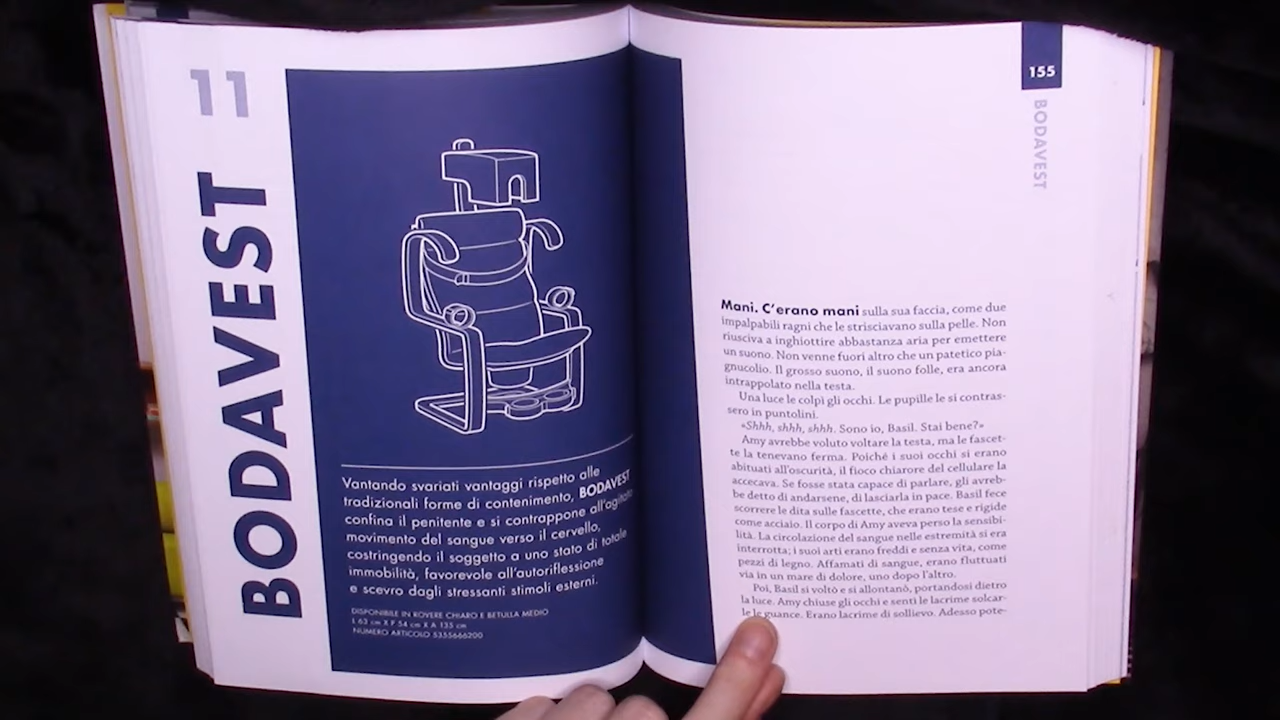 11
BODAVEST
Vantando svariati vantaggi rispetto alle
tradizionali forme di contenimento, BODAVEST
confina il penitente e si contrappone all'agitato
movimento del sangue verso il cervello,
costringendo il soggetto a uno stato di totale
immobilità, favorevole all'autoriflessione
e scevro dagli stressanti stimoli esterni.
DISPONIBILE IN ROVERE CHIARO E BETULLA MEDIO
L 63 cm X P 54 cm X A 135 cm
NUMERO ARTICOLO 5355666200
155
BODAVEST
Mani. C'erano mani sulla sua faccia, come due
impalpabili ragni che le strisciavano sulla pelle. Non
riusciva a inghiottire abbastanza aria per emettere
un suono. Non venne fuori altro che un patetico pia-
gnucolio. Il grosso suono, il suono folle, era ancora
intrappolato nella testa.
Una luce le colpì gli occhi. Le pupille le si contras-
sero in puntolini.
«Shhh, shhh, shhh. Sono io, Basil. Stai bene?»
Amy avrebbe voluto voltare la testa, ma le fascet-
te la tenevano ferma. Poiché i suoi occhi si erano
abituati all'oscurità, il fioco chiarore del cellulare la
accecava. Se fosse stata capace di parlare, gli avreb-
be detto di andarsene, di lasciarla in pace. Basil fece
scorrere le dita sulle fascette, che erano tese e rigide
come acciaio. Il corpo di Amy aveva perso la sensibi-
lità. La circolazione del sangue nelle estremità si era
interrotta; i suoi arti erano freddi e senza vita, come
pezzi di legno. Affamati di sangue, erano fluttuati
via in un mare di dolore, uno dopo l'altro.
Poi, Basil si voltò e si allontanò, portandosi dietro
la luce. Amy chiuse gli occhi e sentì le lacrime solcar-
le le guance. Erano lacrime di sollievo. Adesso pote-